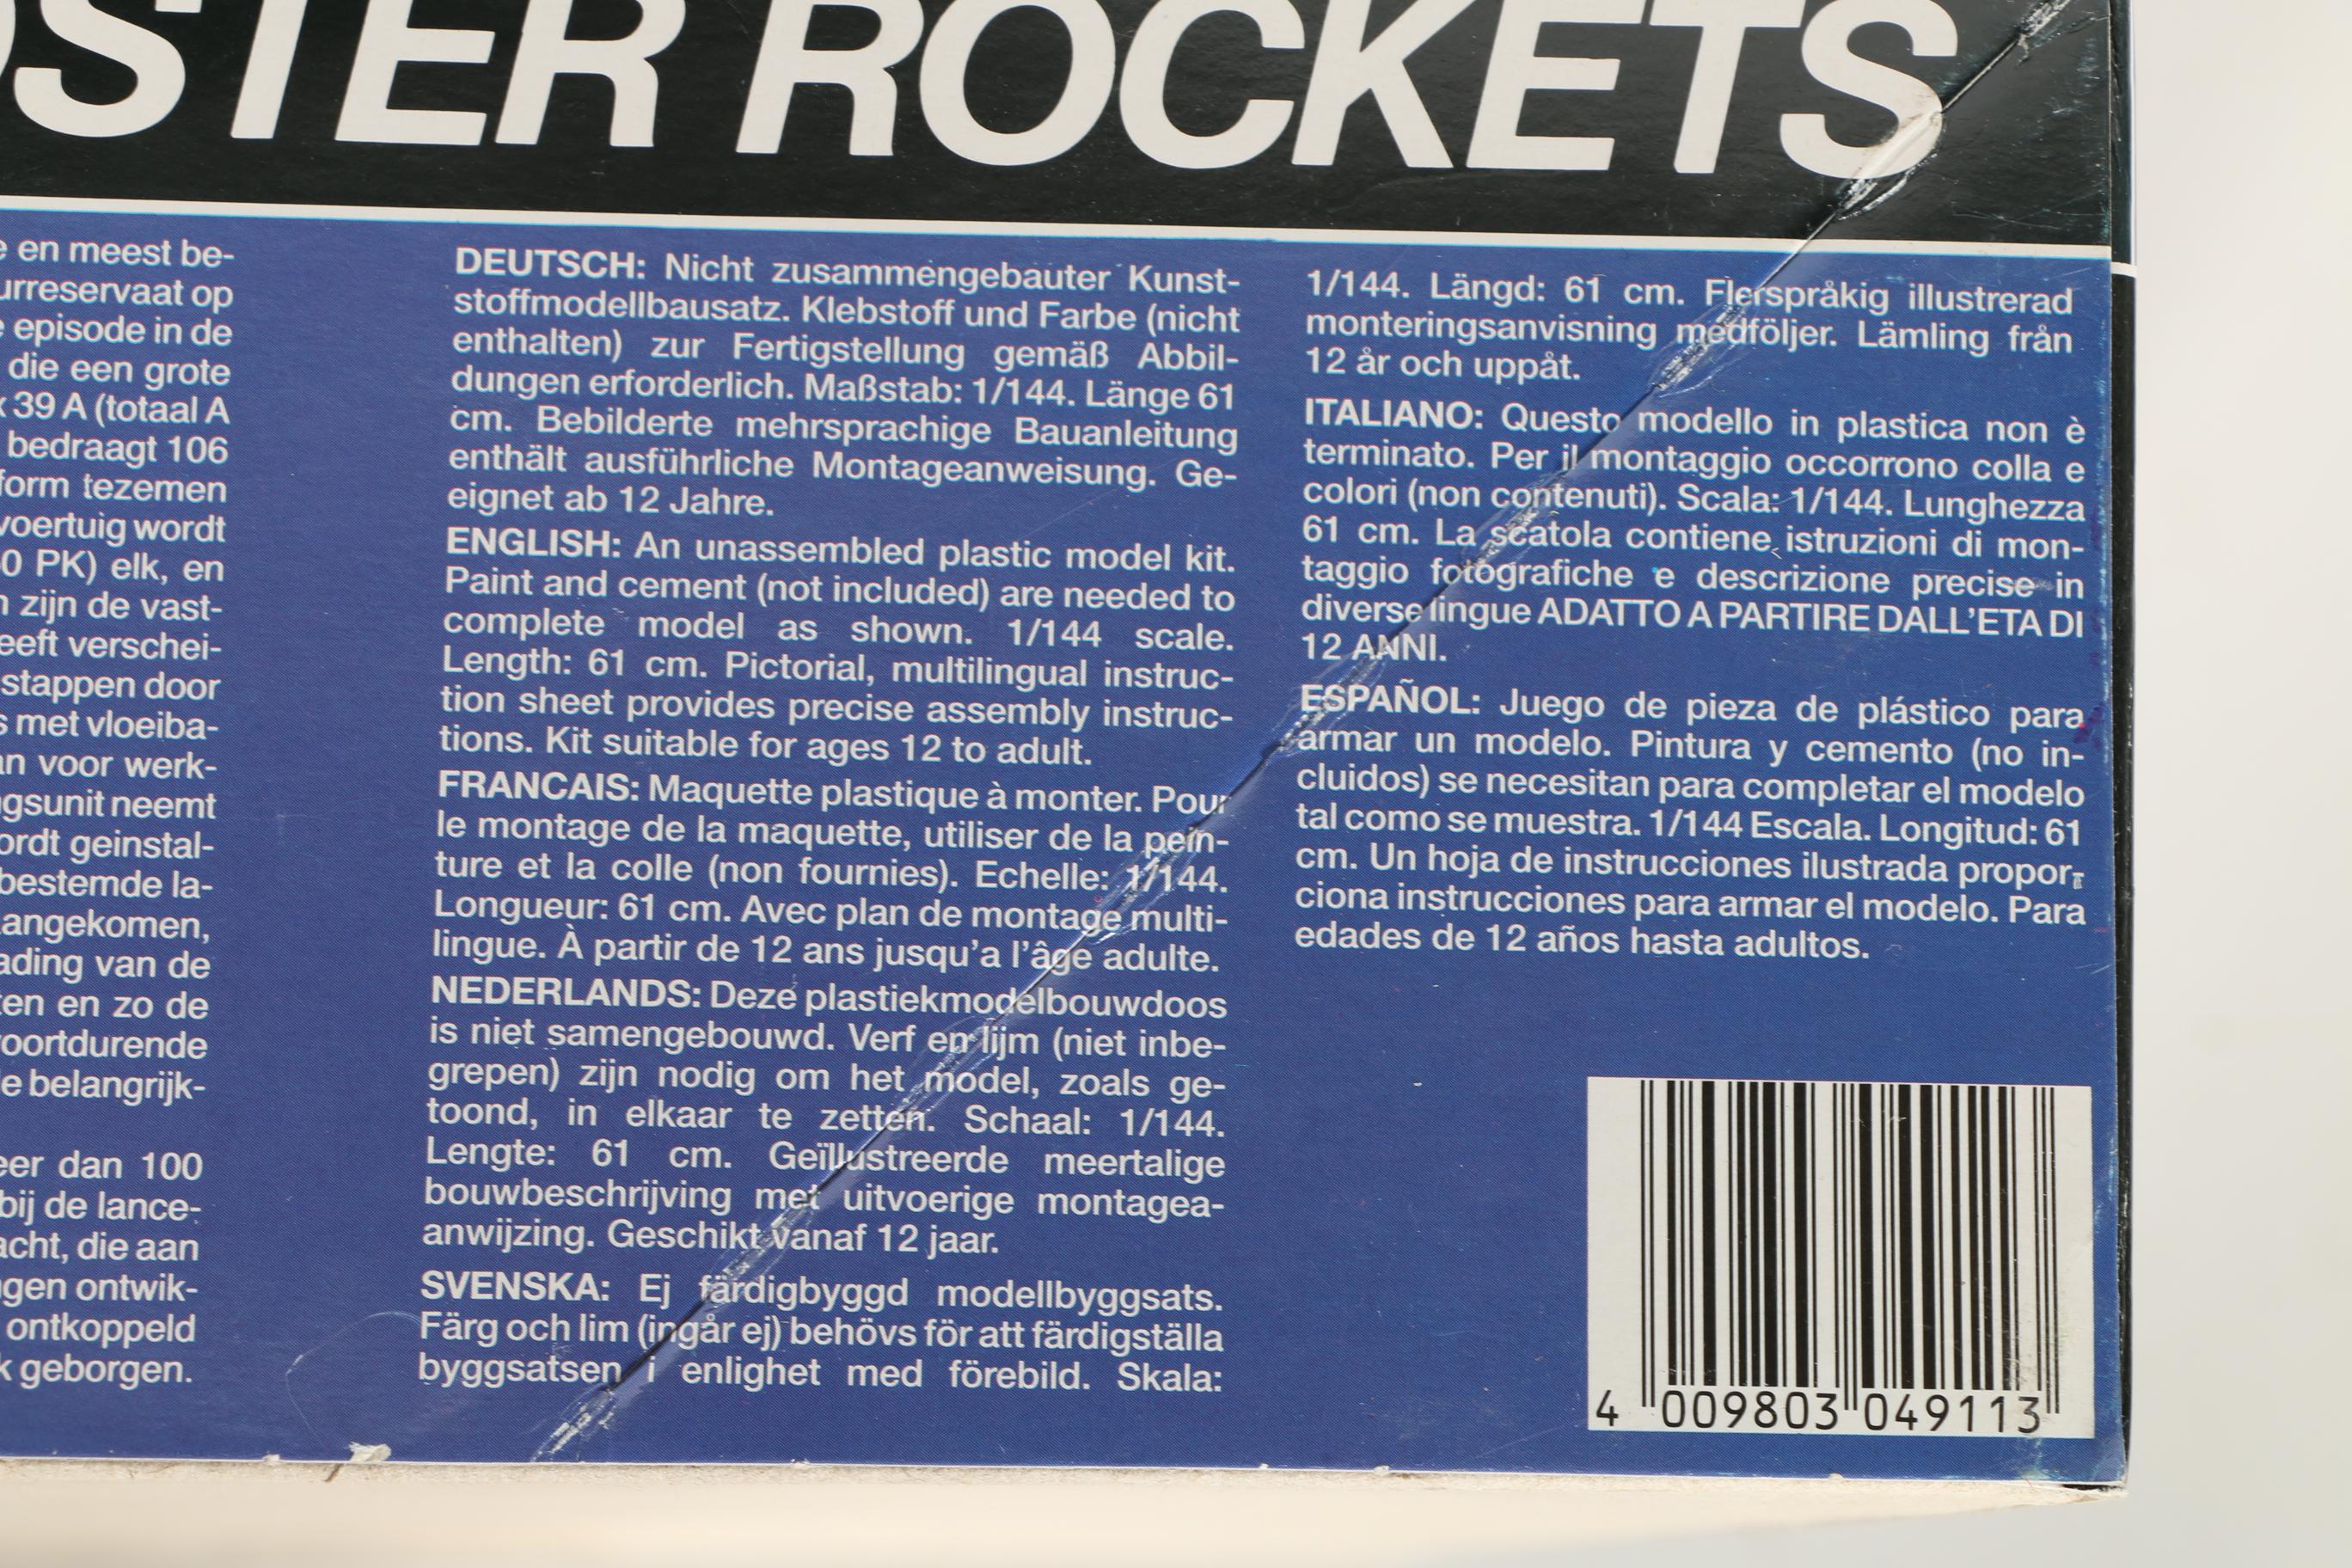 STER ROCKETS
en meest be-
op
episode in de
die een grote
39 A (totaal A
bedraagt 106
form tezemen
voertuig wordt
PK) elk, en
zijn de vast-
verschei-
stappen door
met vloeiba-
voor werk-
neemt
geinstal-
bestemde la-
van de
en zo de
belangrijk-
dan 100
bij de lance-
die aan
ontwik-
ontkoppeld
geborgen.
DEUTSCH: Nicht zusammengebauter Kunst-
stoffmodellbausatz. Klebstoff und Farbe (nicht
enthalten) zur Fertigstellung gemäß Abbil-
dungen erforderlich. Maßstab: 1/144. Länge 61
cm. Bebilderte mehrsprachige Bauanleitung
enthält ausführliche Montageanweisung. Ge-
eignet ab 12 Jahre.
ENGLISH: An unassembled plastic model kit.
Paint and cement (not included) are needed to
complete model as shown. 1/144 scale.
Length: 61 cm. Pictorial, multilingual instruc-
tion sheet provides precise assembly instruc-
tions. Kit suitable for ages 12 to adult.
FRANCAIS: Maquette plastique à monter. Pour
le montage de la maquette, utiliser de la pein-
ture et la colle (non fournies). Echelle: 1/144.
Longueur: 61 cm. Avec plan de montage multi-
lingue. À partir de 12 ans jusqu'a l'âge adulte.
NEDERLANDS: Deze plastiekmodelbouwdoos
is niet samengebouwd. Verf en lijm (niet inbe-
grepen) zijn nodig om het model, zoals ge-
toond, in elkaar te zetten. Schaal: 1/144.
Lengte: 61 cm. Geïllustreerde meertalige
bouwbeschrijving met uitvoerige montagea-
anwijzing. Geschikt vanaf 12 jaar.
SVENSKA: Ej färdigbyggd modellbyggsats.
Färg och lim (ingår ej) behövs för att färdigställa
byggsatsen i enlighet med förebild. Skala:
1/144. Längd: 61 cm. Flerspråkig illustrerad
monteringsanvisning medföljer. Lämling från
12 år och uppåt.
ITALIANO: Questo modello in plastica non è
terminato. Per il montaggio occorrono colla e
colori (non contenuti). Scala: 1/144. Lunghezza
61 cm. La scatola contiene istruzioni di mon-
taggio fotografiche e descrizione precise in
diverse lingue ADATTO A PARTIRE DALL'ETA DI
12 ANNI.
ESPAÑOL: Juego de pieza de plástico para
armar un modelo. Pintura y cemento (no in-
cluidos) se necesitan para completar el modelo
tal como se muestra. 1/144 Escala. Longitud: 61
cm. Un hoja de instrucciones ilustrada propor-
ciona instrucciones para armar el modelo. Para
edades de 12 años hasta adultos.
4 009803 049113